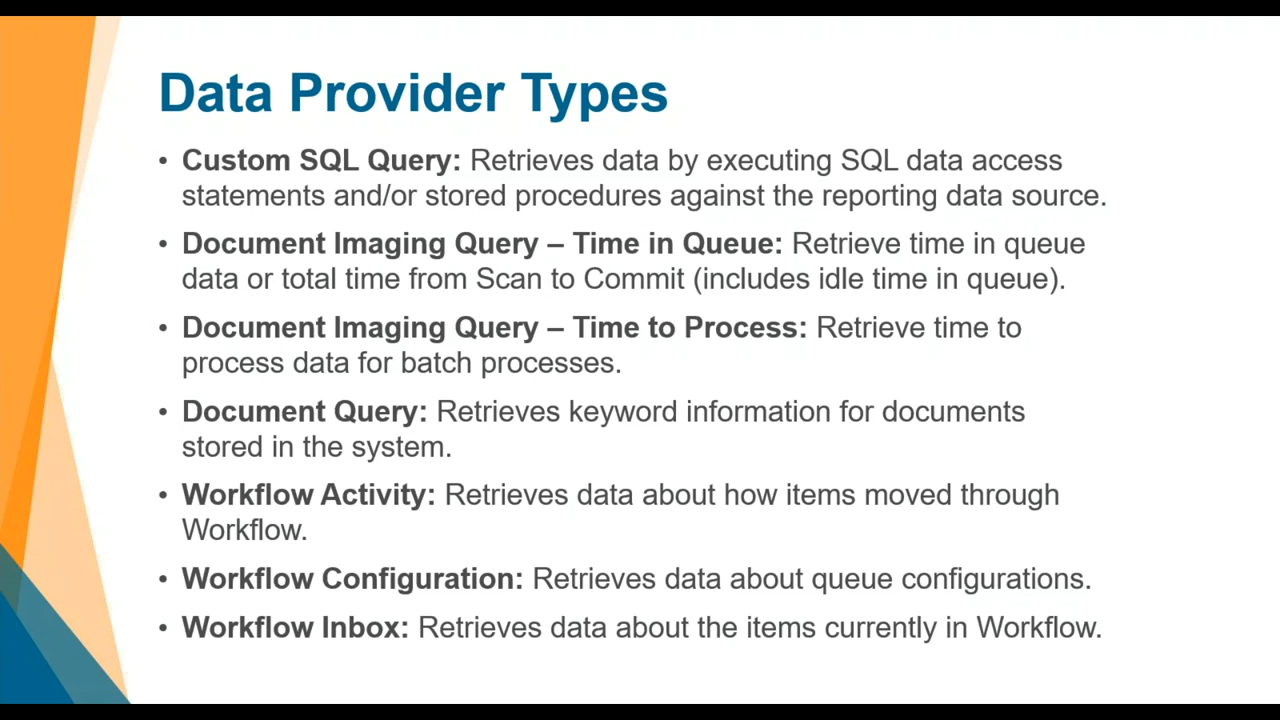 Data Provider Types
• Custom SQL Query: Retrieves data by executing SQL data access
statements and/or stored procedures against the reporting data source.
• Document Imaging Query – Time in Queue: Retrieve time in queue
data or total time from Scan to Commit (includes idle time in queue).
• Document Imaging Query – Time to Process: Retrieve time to
process data for batch processes.
• Document Query: Retrieves keyword information for documents
stored in the system.
• Workflow Activity: Retrieves data about how items moved through
Workflow.
• Workflow Configuration: Retrieves data about queue configurations.
• Workflow Inbox: Retrieves data about the items currently in Workflow.